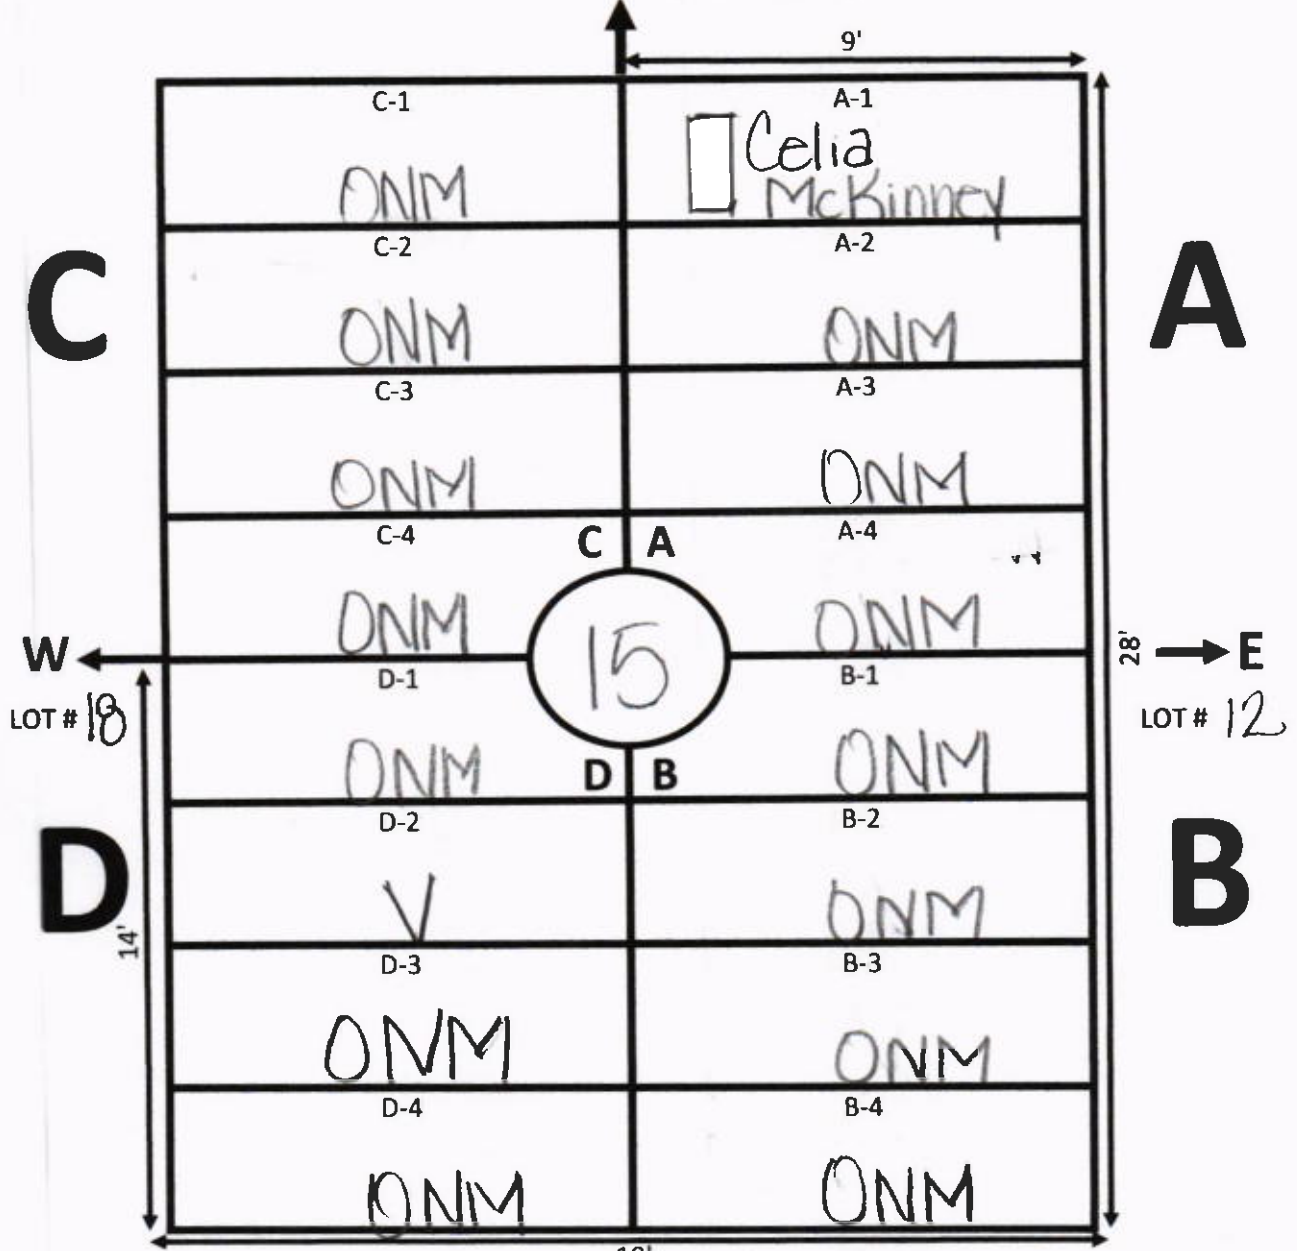 9'
C-1 A-1
Celia
ONM McKinney
C-2 A-2
C A
ONM ONM
C-3 A-3
ONM ONM
C-4 C A A-4
ONM 15 ONM
W E
28'
D-1 B-1
LOT # 18 LOT # 12
ONM D B ONM
D-2 B-2
D B
V ONM
14'
D-3 B-3
ONM ONM
D-4 B-4
ONM ONM